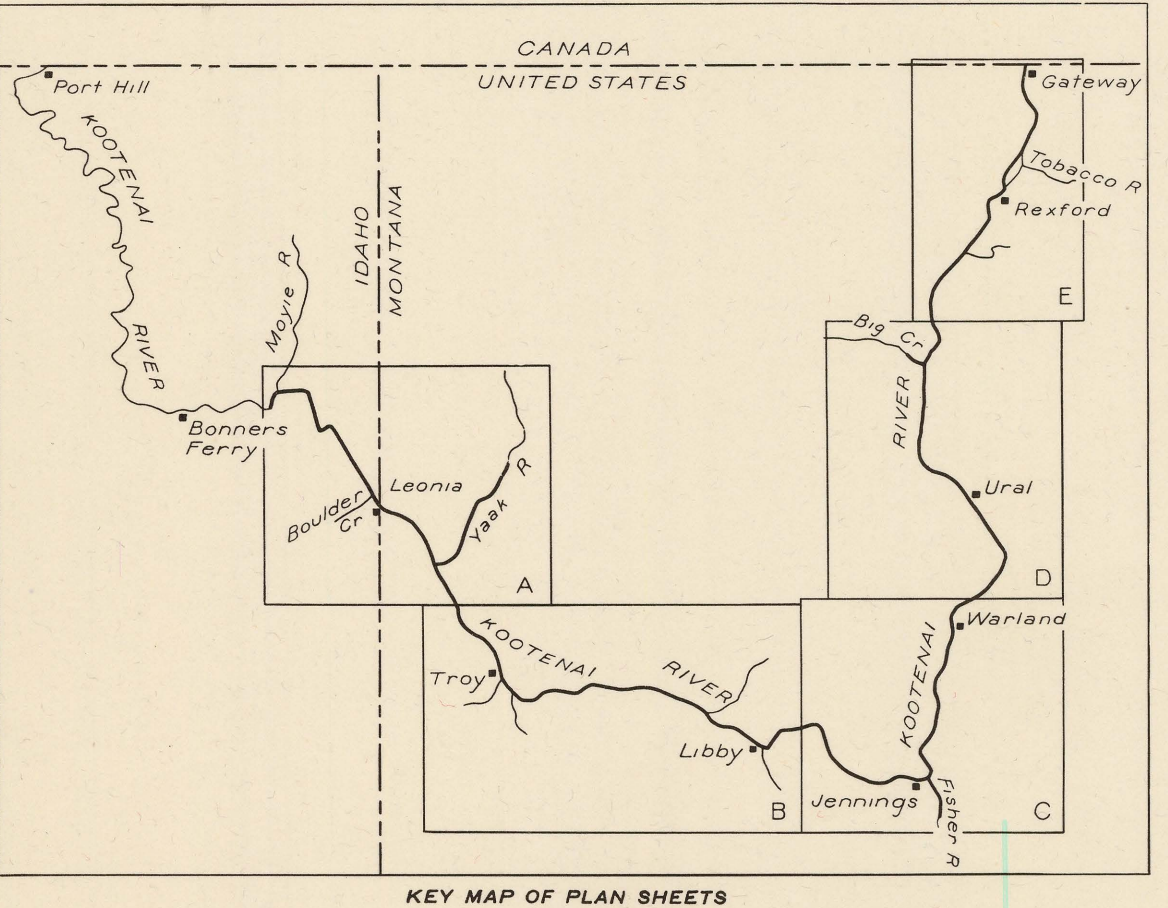 CANADA
UNITED STATES
Port Hill
KOOTENAI
RIVER
Bonners
Ferry
Moyie R
IDAHO
MONTANA
Leonia
Boulder
Cr
Yaak R
A
Gateway
Tobacco R
Rexford
E
Big Cr
RIVER
Ural
D
Warland
KOOTENAI
KOOTENAI
RIVER
Troy
Libby
B
Jennings
Fisher R
C
KEY MAP OF PLAN SHEETS